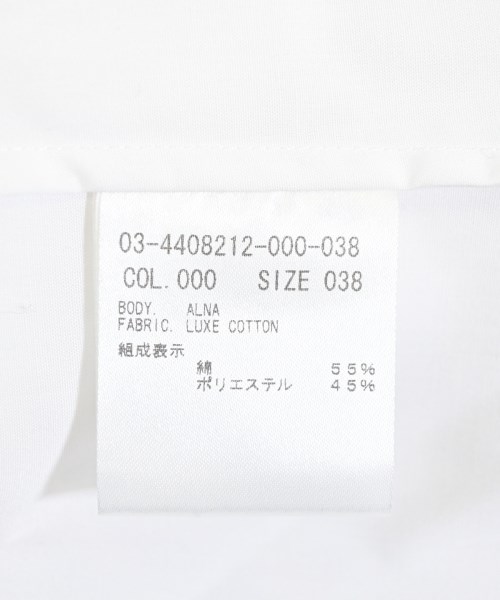 03-4408212-000-038
COL.000 SIZE 038
BODY. ALNA
FABRIC. LUXE COTTON
組成表示
綿 55%
ポリエステル 45%